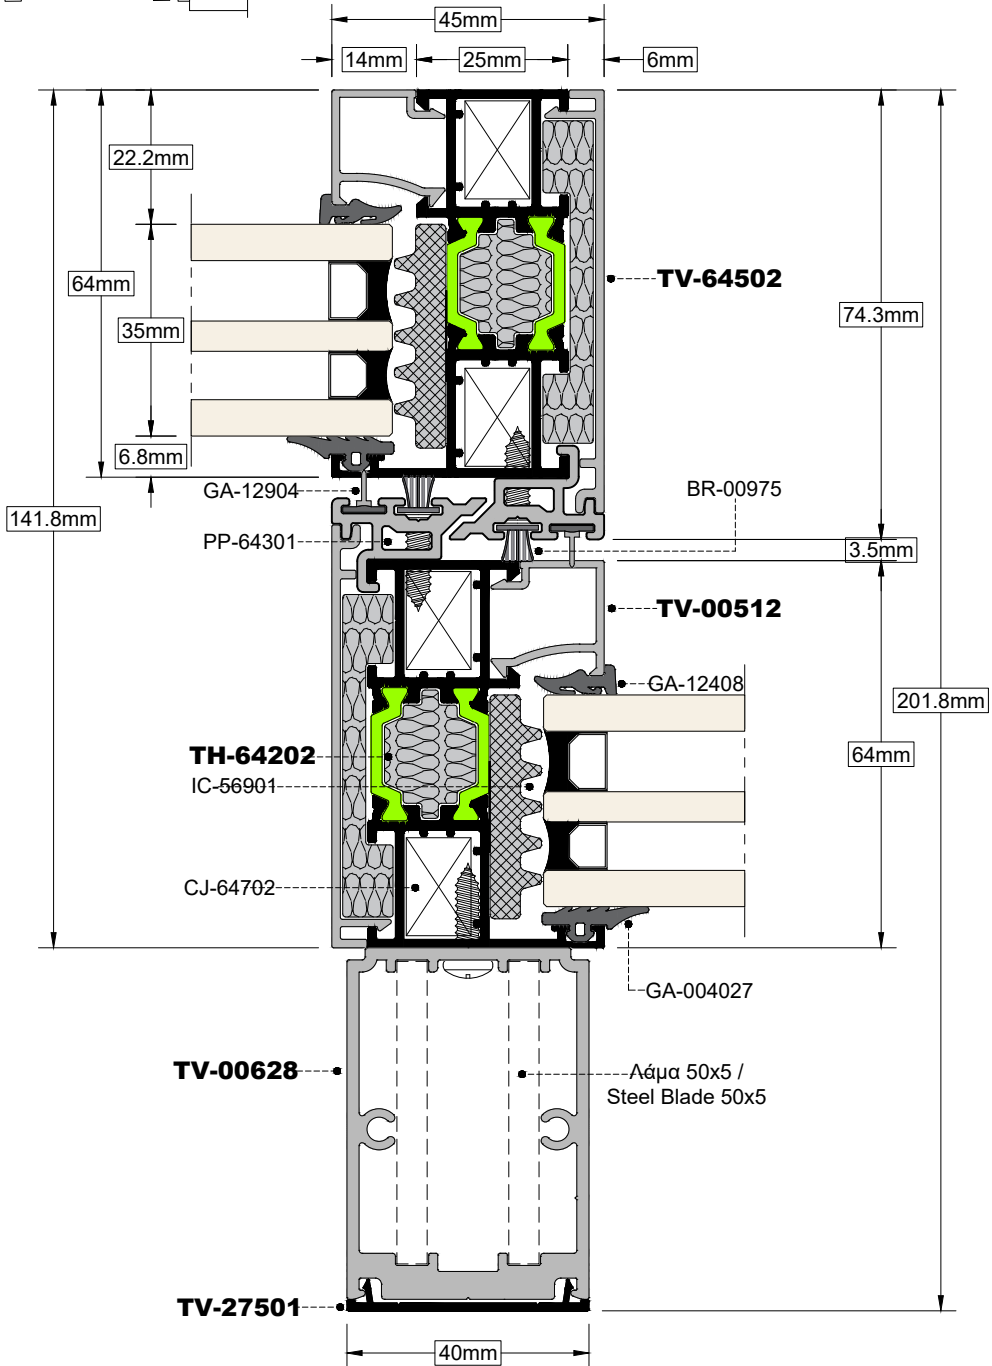 45mm
14mm
25mm
6mm
22.2mm
64mm
35mm
6.8mm
TV-64502
74.3mm
GA-12904
BR-00975
141.8mm
PP-64301
3.5mm
TV-00512
GA-12408
201.8mm
TH-64202
64mm
IC-56901
CJ-64702
GA-004027
TV-00628
Λάμα 50x5 /
Steel Blade 50x5
TV-27501
40mm